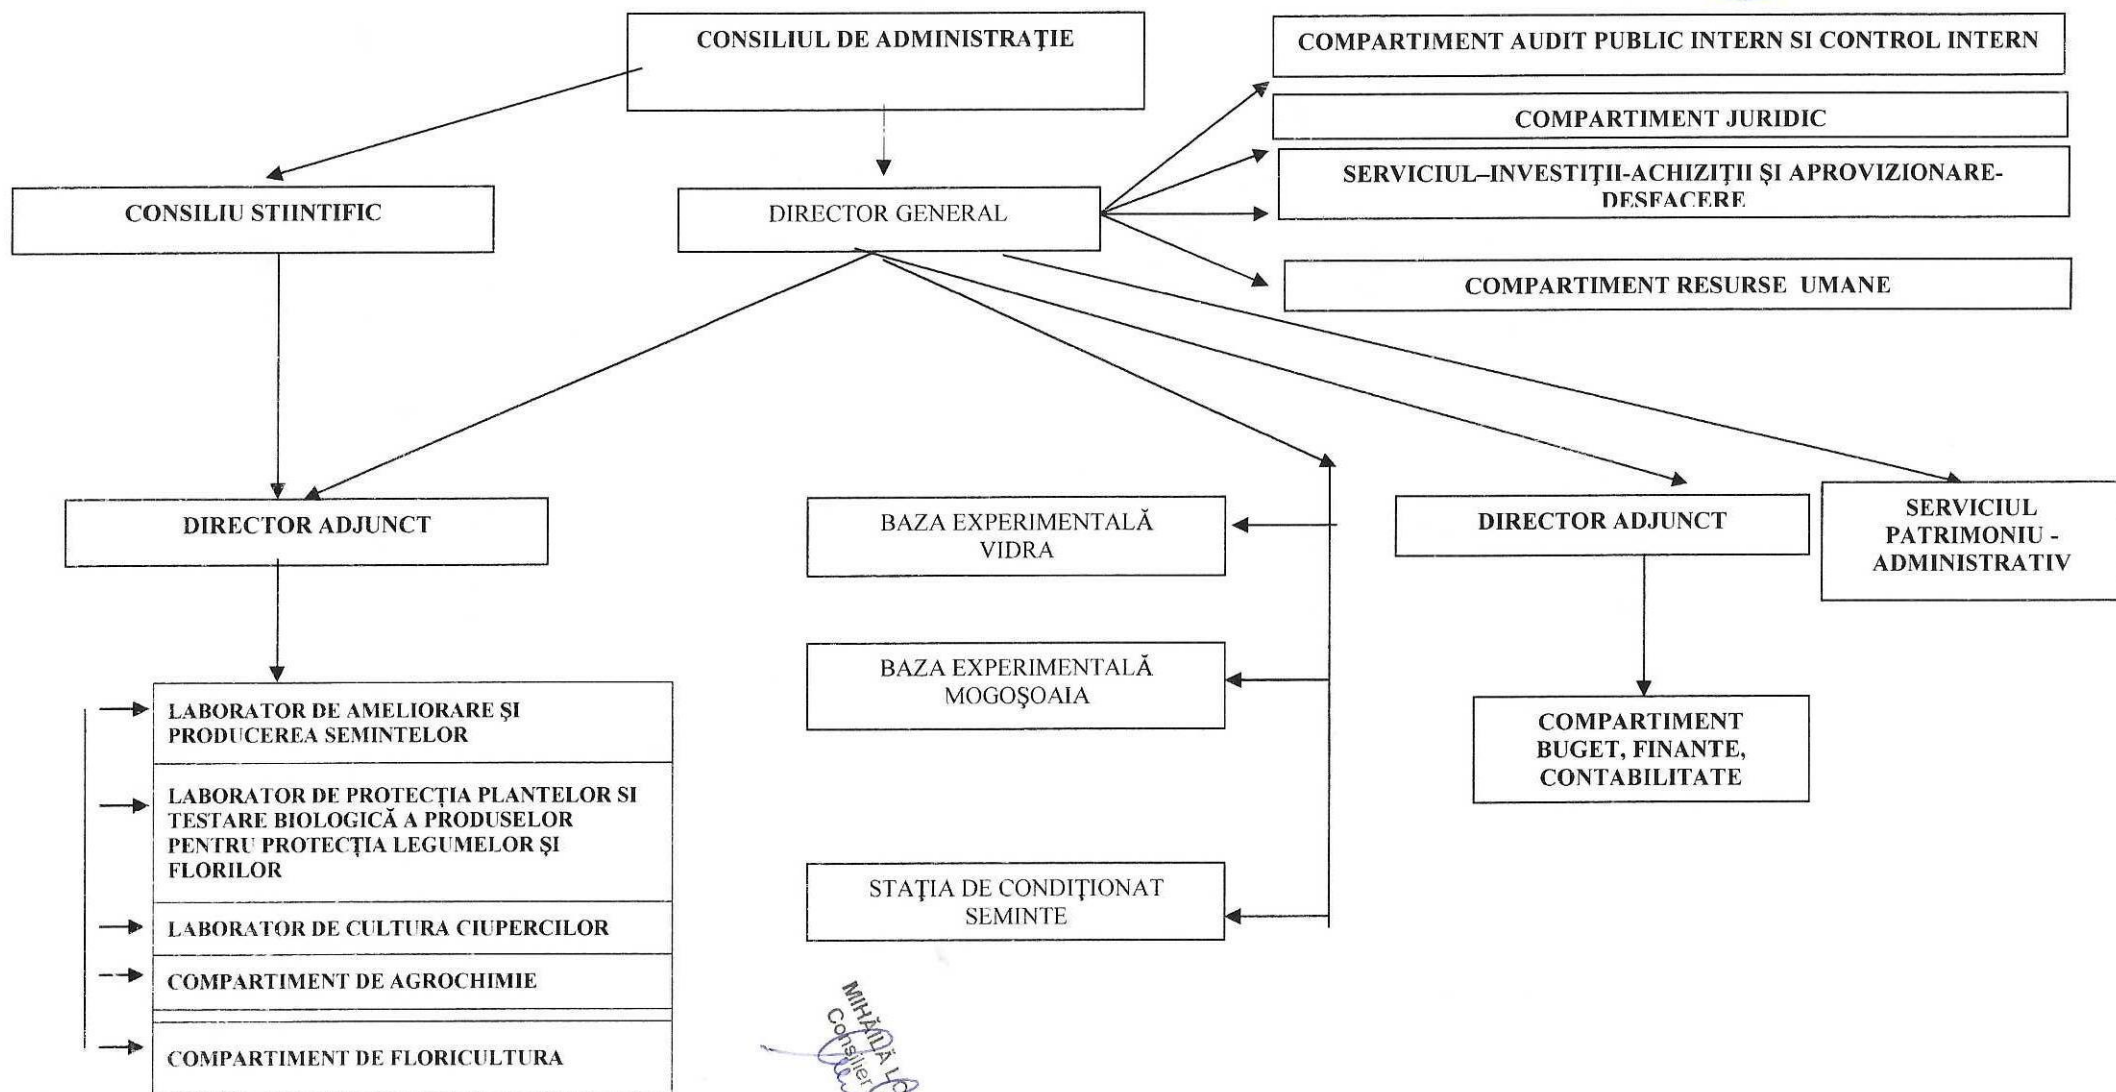 CONSILIUL DE ADMINISTRAŢIE
COMPARTIMENT AUDIT PUBLIC INTERN SI CONTROL INTERN
COMPARTIMENT JURIDIC
SERVICIUL–INVESTIŢII-ACHIZIŢII ŞI APROVIZIONARE-
DESFACERE
COMPARTIMENT RESURSE UMANE
CONSILIU STIINTIFIC
DIRECTOR GENERAL
DIRECTOR ADJUNCT
BAZA EXPERIMENTALĂ
VIDRA
DIRECTOR ADJUNCT
SERVICIUL
PATRIMONIU -
ADMINISTRATIV
BAZA EXPERIMENTALĂ
MOGOŞOAIA
COMPARTIMENT
BUGET, FINANTE,
CONTABILITATE
STAŢIA DE CONDIŢIONAT
SEMINTE
LABORATOR DE AMELIORARE ŞI
PRODUCEREA SEMINTELOR
LABORATOR DE PROTECŢIA PLANTELOR SI
TESTARE BIOLOGICĂ A PRODUSELOR
PENTRU PROTECŢIA LEGUMELOR ŞI
FLORILOR
LABORATOR DE CULTURA CIUPERCILOR
COMPARTIMENT DE AGROCHIMIE
COMPARTIMENT DE FLORICULTURA
MIHĂILĂ
Consilier